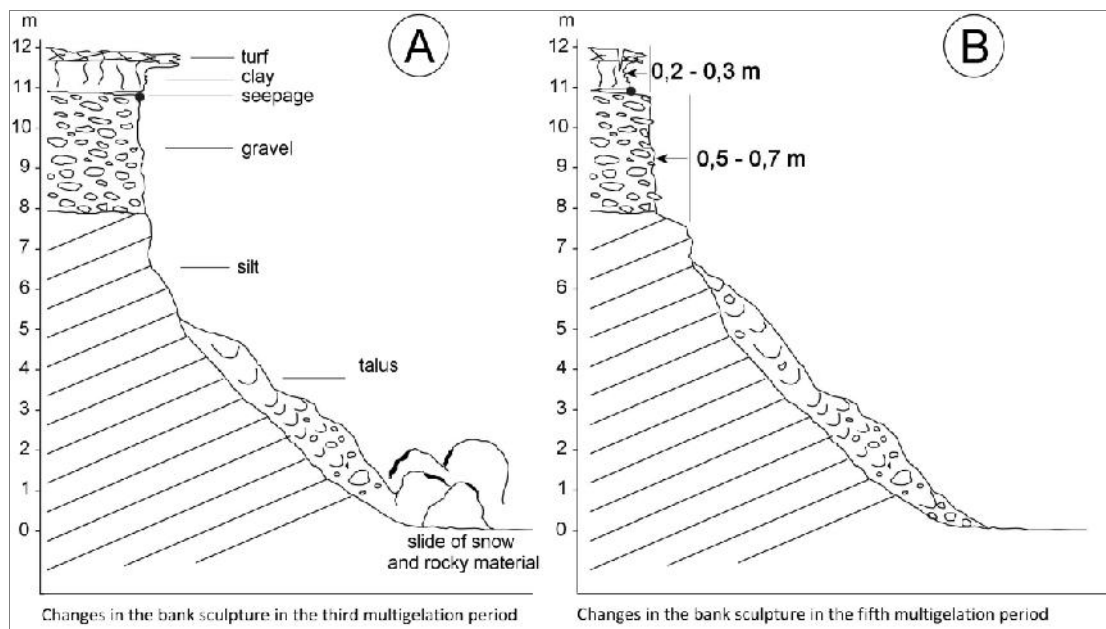 m
12
11
10
9
8
7
6
5
4
3
2
1
0
A
turf
clay
seepage
gravel
silt
talus
slide of snow
and rocky material
Changes in the bank sculpture in the third multigelation period
m
12
11
10
9
8
7
6
5
4
3
2
1
0
B
0,2 - 0,3 m
0,5 - 0,7 m
Changes in the bank sculpture in the fifth multigelation period